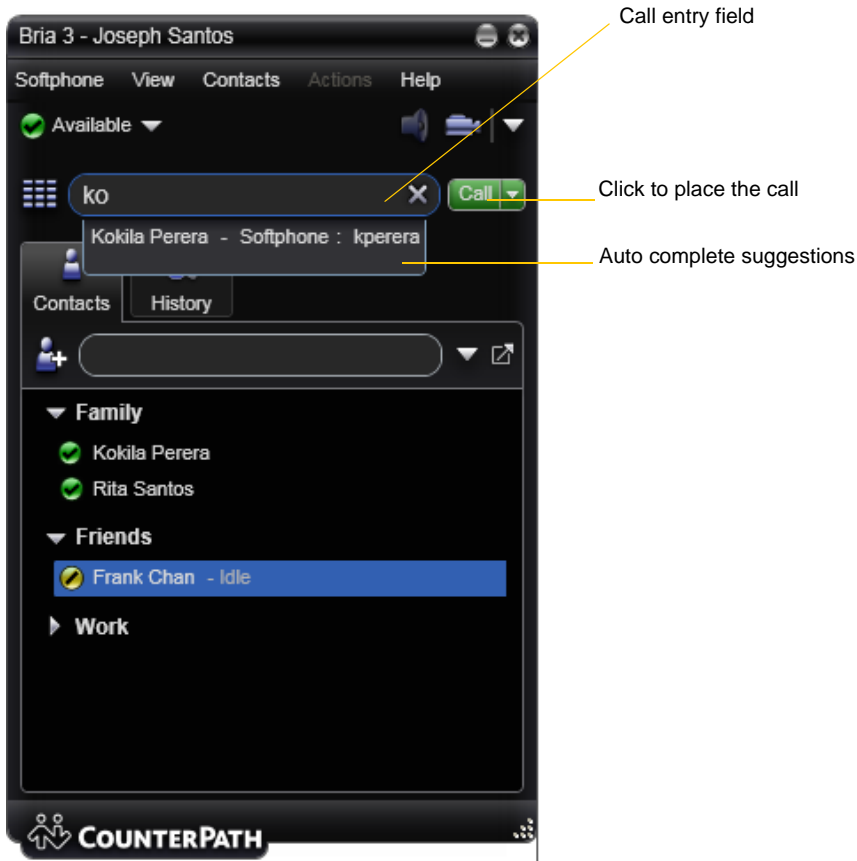 Call entry field
Bria 3 - Joseph Santos
Softphone View Contacts Actions Help
Available
ko
Call
Click to place the call
Kokila Perera - Softphone : kperera
Auto complete suggestions
Contacts History
Family
Kokila Perera
Rita Santos
Friends
Frank Chan - Idle
Work
COUNTERPATH